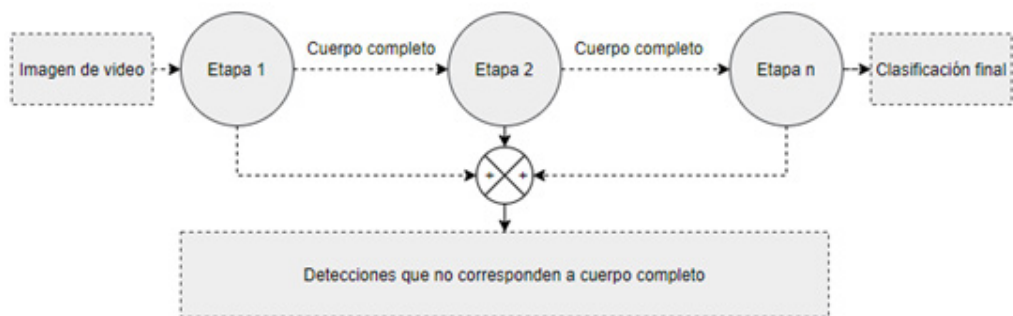 Cuerpo completo
Cuerpo completo
Imagen de video
Etapa 1
Etapa 2
Etapa n
Clasificación final
+
+
Detecciones que no corresponden a cuerpo completo